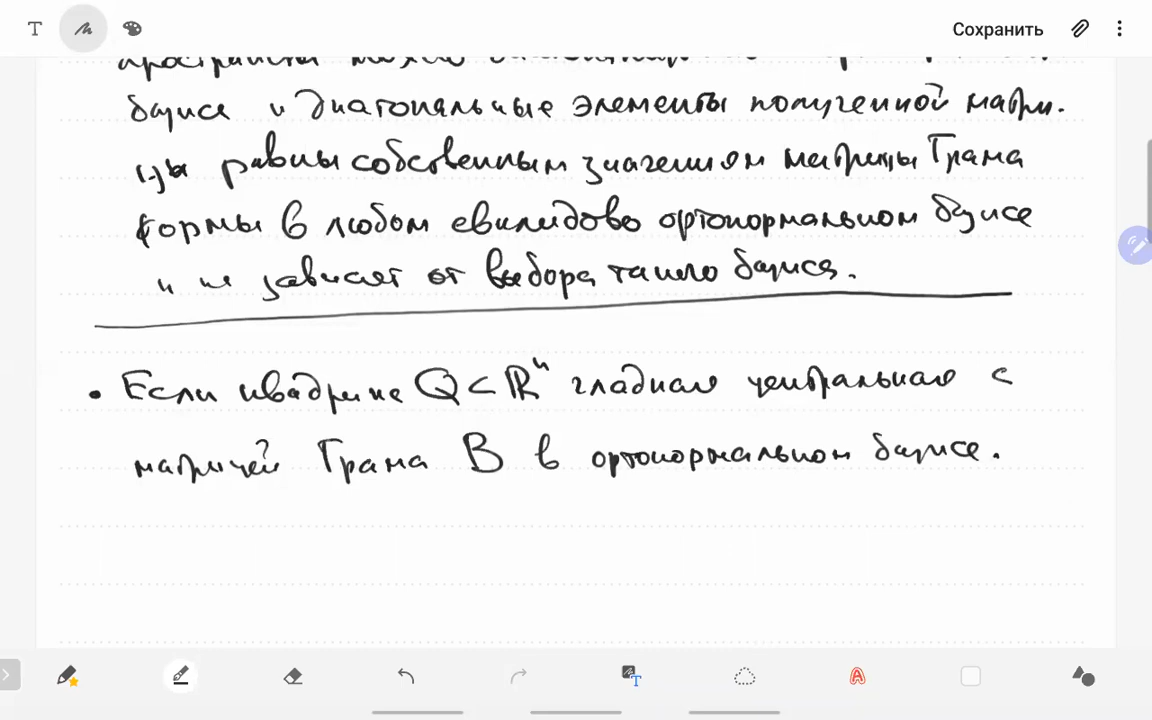 Сохранить
базисе и диагональные элементы полученной матри-
цы равны собственным значениям матрицы Грама
формы в любом евклидово ортонормальном базисе
и не зависят от выбора такого базиса.
• Если квадрика Q ⊂ ℝⁿ гладкая центральная с
матрицей Грама B в ортонормальном базисе.